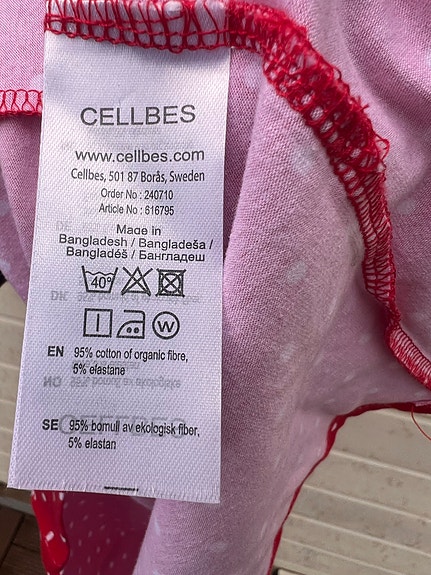 CELLBES
www.cellbes.com
Cellbes, 501 87 Borås, Sweden
Order No : 240710
Article No : 616795
Made in
Bangladesh / Bangladeša /
Bangladéš / Бангладеш
40°
W
EN 95% cotton of organic fibre,
5% elastane
SE 95% bomull av ekologisk fiber,
5% elastan